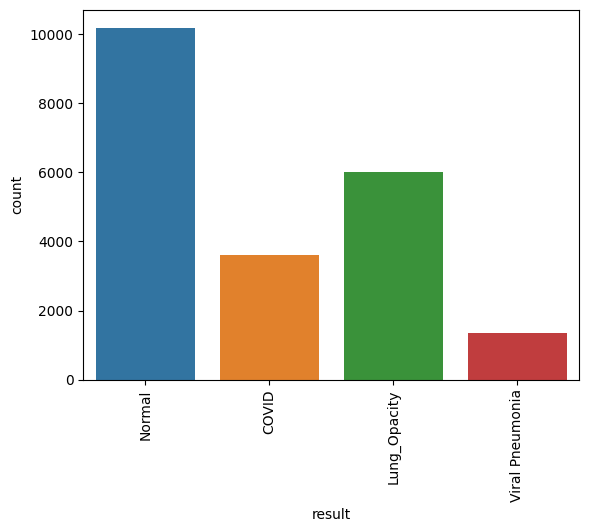 10000
8000
6000
4000
2000
0
count
Normal
COVID
Lung_Opacity
Viral Pneumonia
result